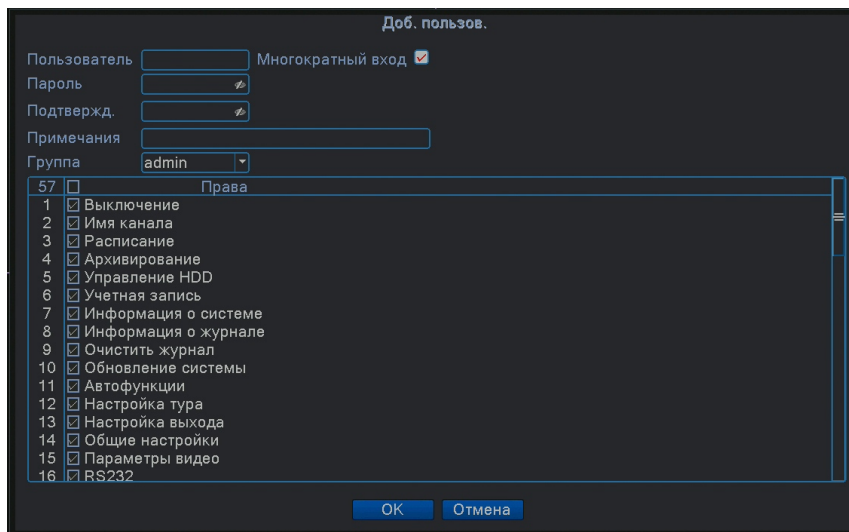 Доб. пользов.
Пользователь Многократный вход
Пароль
Подтвержд.
Примечания
Группа admin
57 Права
1 Выключение
2 Имя канала
3 Расписание
4 Архивирование
5 Управление HDD
6 Учетная запись
7 Информация о системе
8 Информация о журнале
9 Очистить журнал
10 Обновление системы
11 Автофункции
12 Настройка тура
13 Настройка выхода
14 Общие настройки
15 Параметры видео
16 RS232
OK Отмена